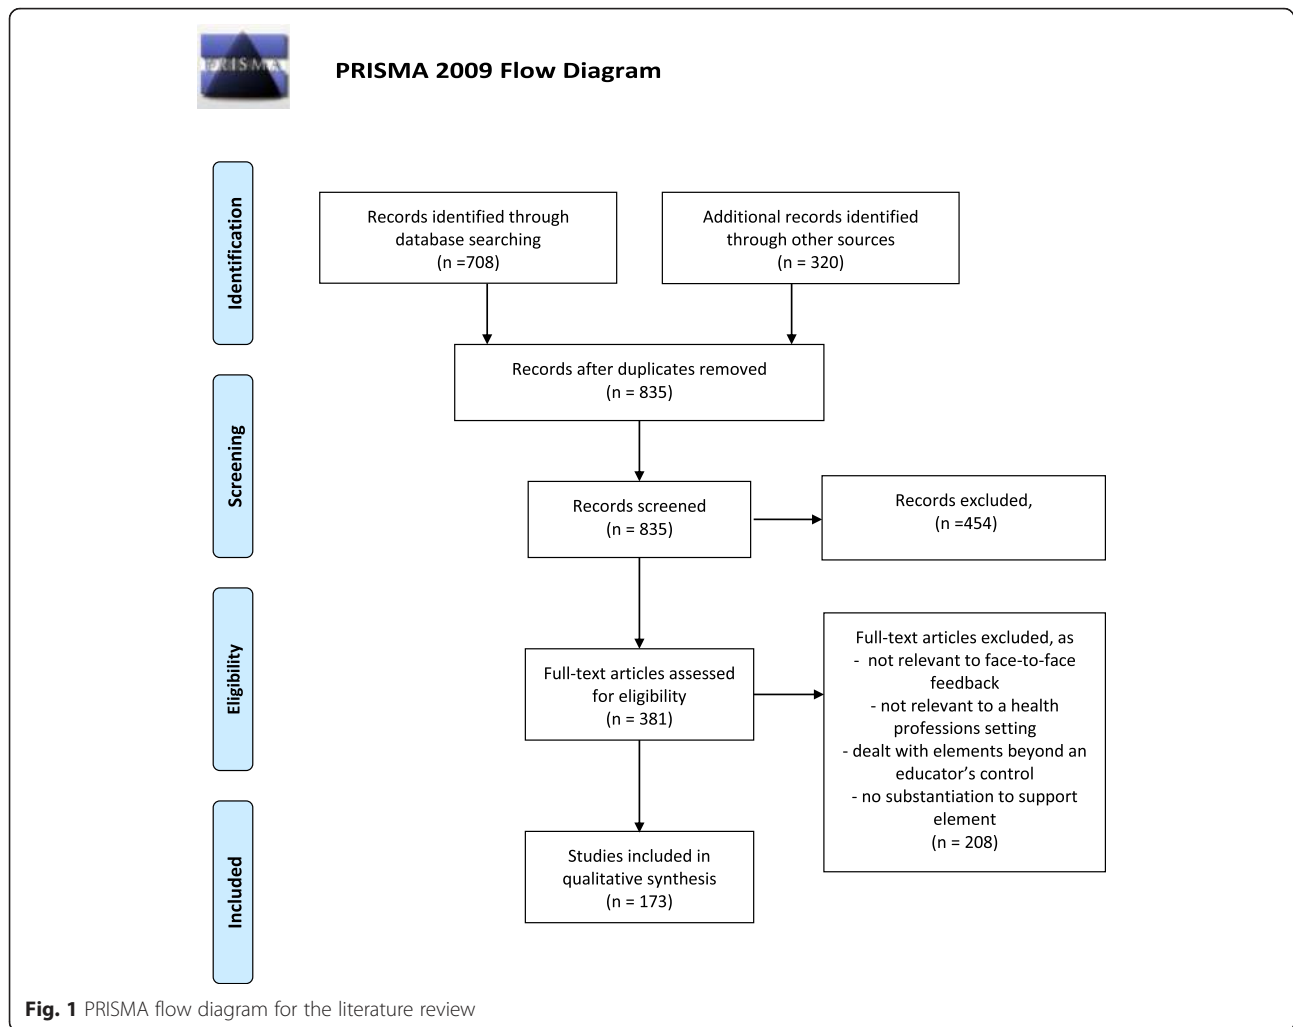 PRISMA
PRISMA 2009 Flow Diagram
Identification
Records identified through
database searching
(n =708)
Additional records identified
through other sources
(n = 320)
Records after duplicates removed
(n = 835)
Screening
Records screened
(n = 835)
Records excluded,
(n =454)
Eligibility
Full-text articles assessed
for eligibility
(n = 381)
Full-text articles excluded, as
- not relevant to face-to-face
feedback
- not relevant to a health
professions setting
- dealt with elements beyond an
educator’s control
- no substantiation to support
element
(n = 208)
Included
Studies included in
qualitative synthesis
(n = 173)
Fig. 1 PRISMA flow diagram for the literature review